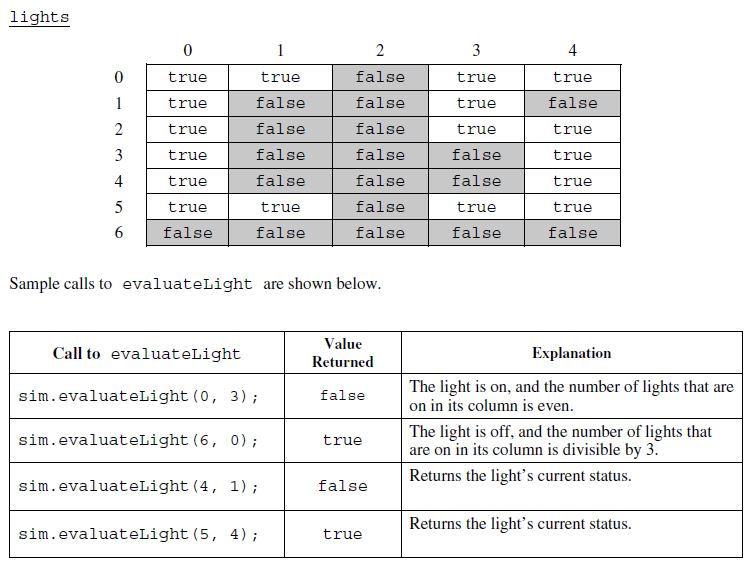 lights
0 1 2 3 4
0 true true false true true
1 true false false true false
2 true false false true true
3 true false false false true
4 true false false false true
5 true true false true true
6 false false false false false
Sample calls to evaluateLight are shown below.
Call to evaluateLight
Value
Returned
Explanation
sim.evaluateLight(0, 3);
false
The light is on, and the number of lights that are
on in its column is even.
sim.evaluateLight(6, 0);
true
The light is off, and the number of lights that
are on in its column is divisible by 3.
sim.evaluateLight(4, 1);
false
Returns the light's current status.
sim.evaluateLight(5, 4);
true
Returns the light's current status.